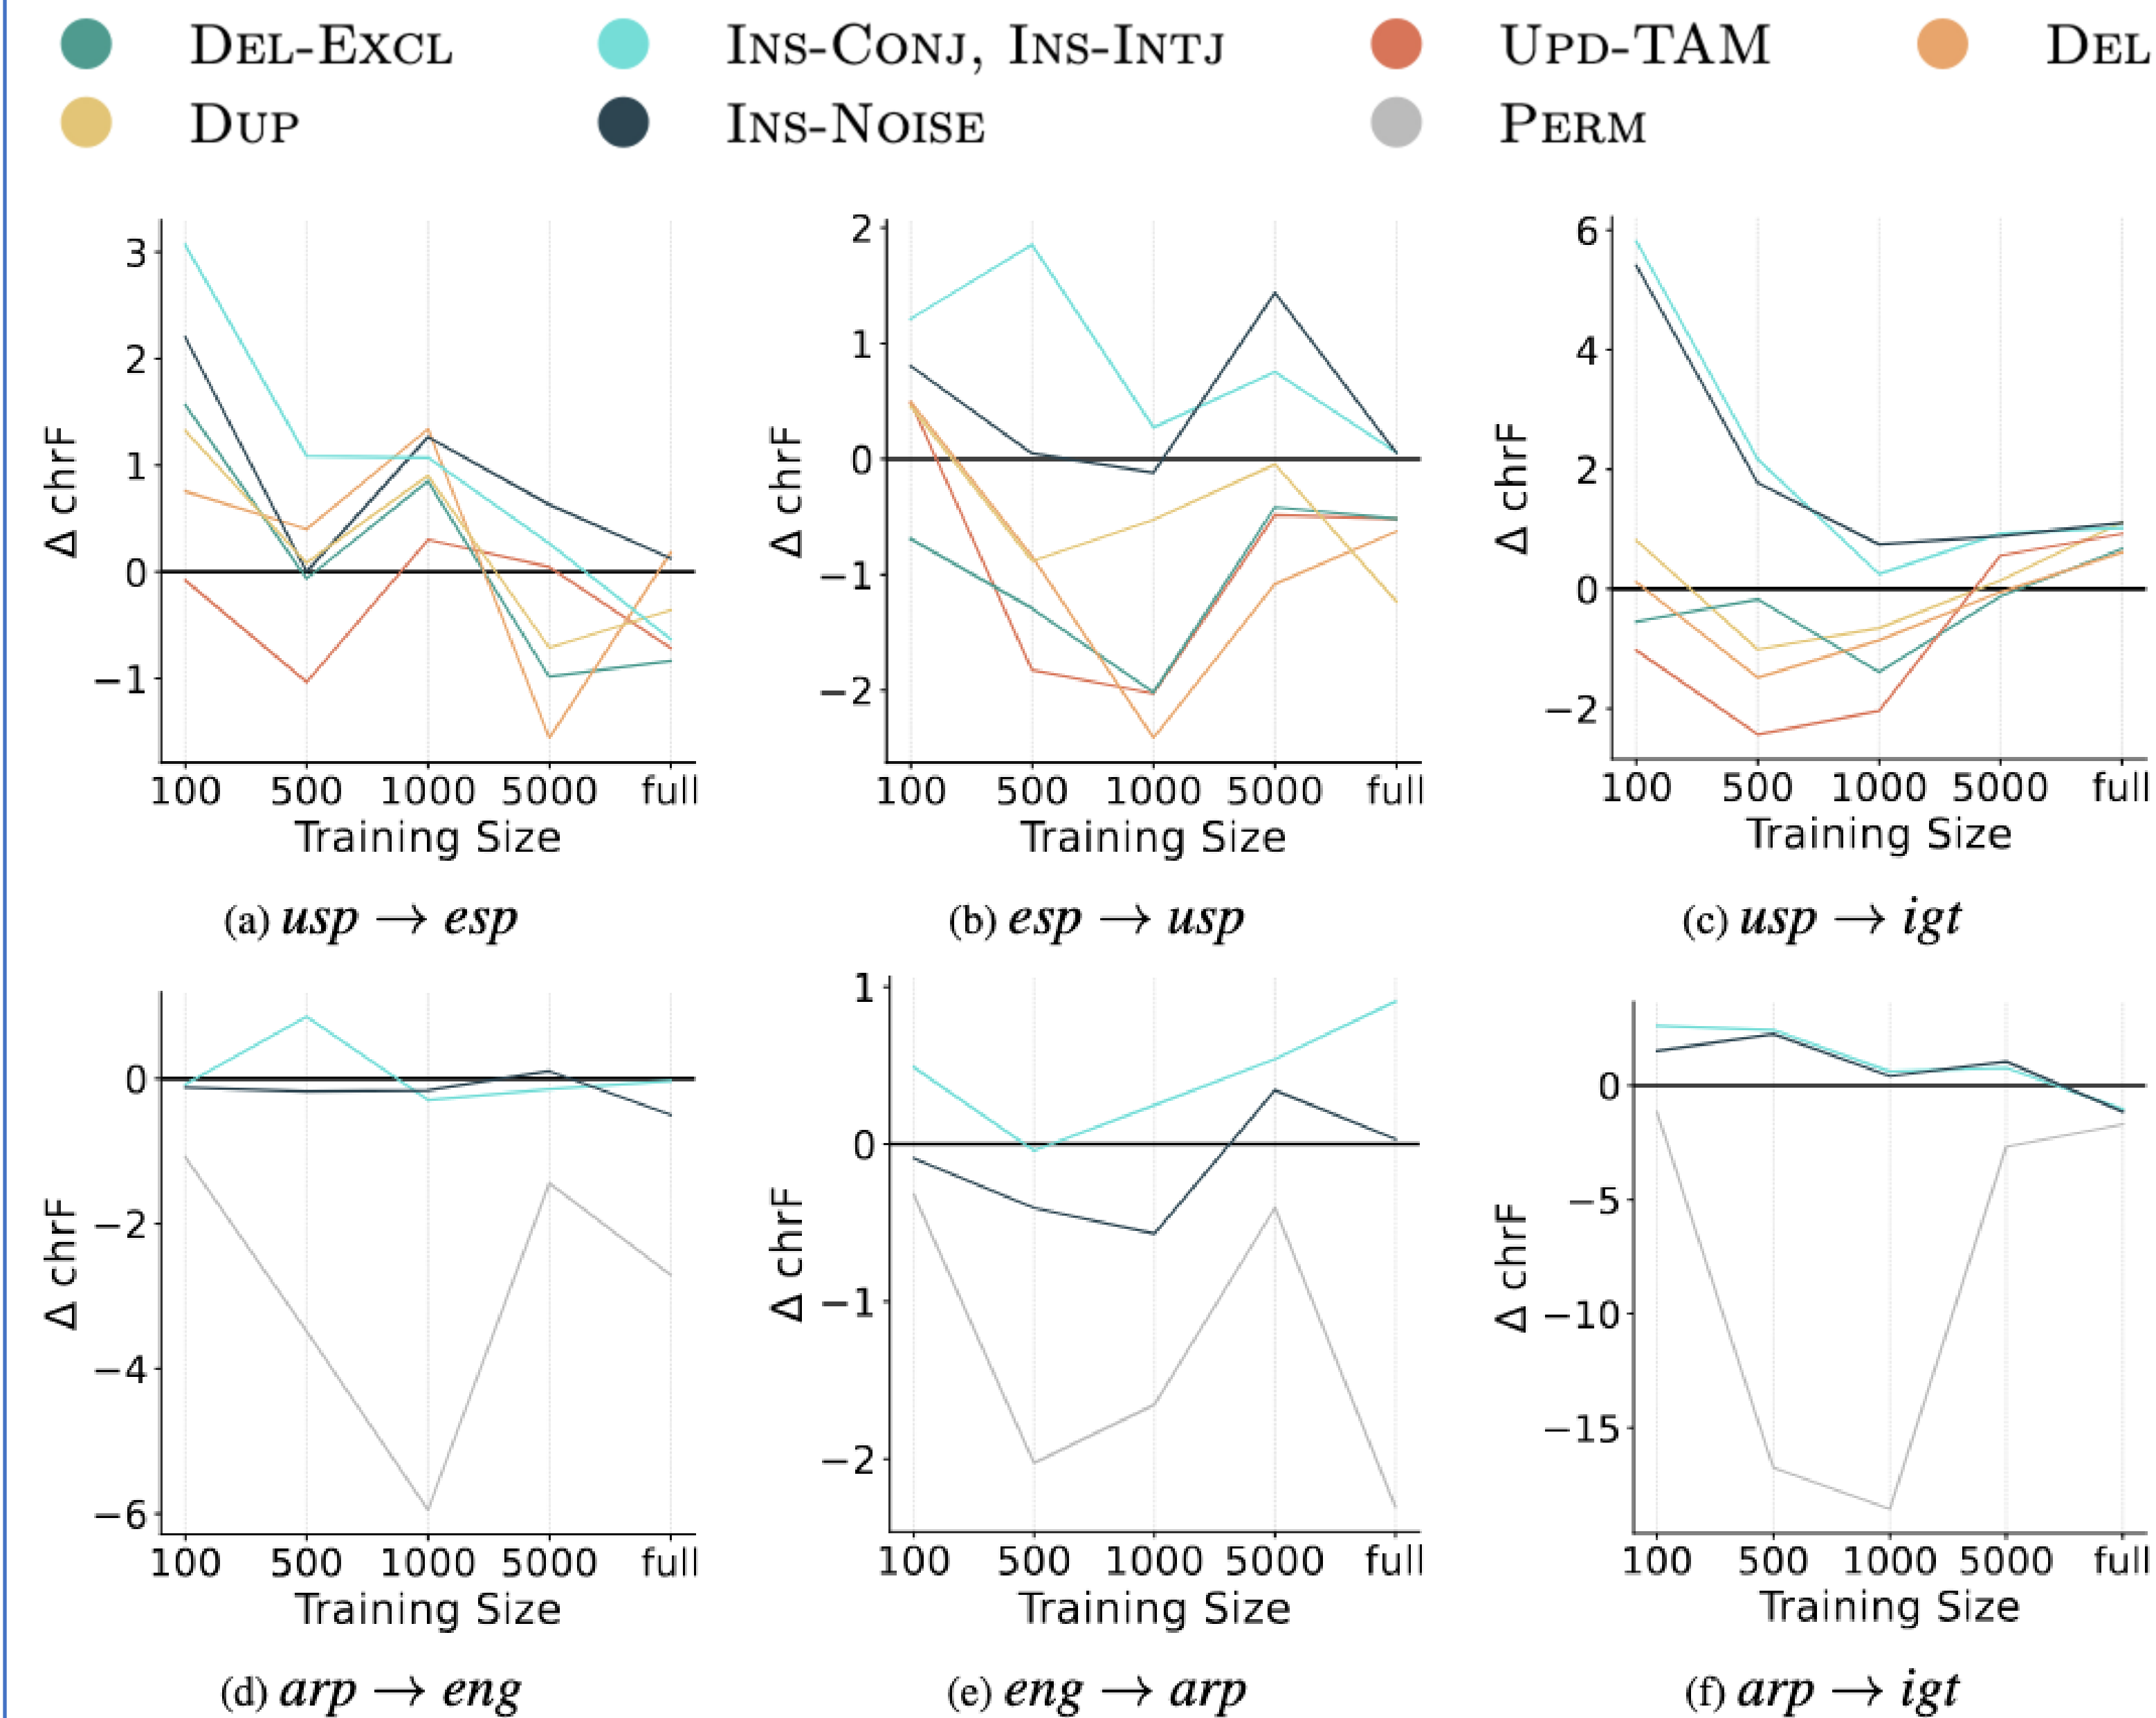 DEL-EXCL INS-CONJ, INS-INTJ UPD-TAM DEL
DUP INS-NOISE PERM
3
2
1
0
−1
Δ chrF
100 500 1000 5000 full
Training Size
(a) usp → esp
2
1
0
−1
−2
Δ chrF
100 500 1000 5000 full
Training Size
(b) esp → usp
6
4
2
0
−2
Δ chrF
100 500 1000 5000 full
Training Size
(c) usp → igt
0
−2
−4
−6
Δ chrF
100 500 1000 5000 full
Training Size
(d) arp → eng
1
0
−1
−2
Δ chrF
100 500 1000 5000 full
Training Size
(e) eng → arp
0
−5
−10
−15
Δ chrF
100 500 1000 5000 full
Training Size
(f) arp → igt